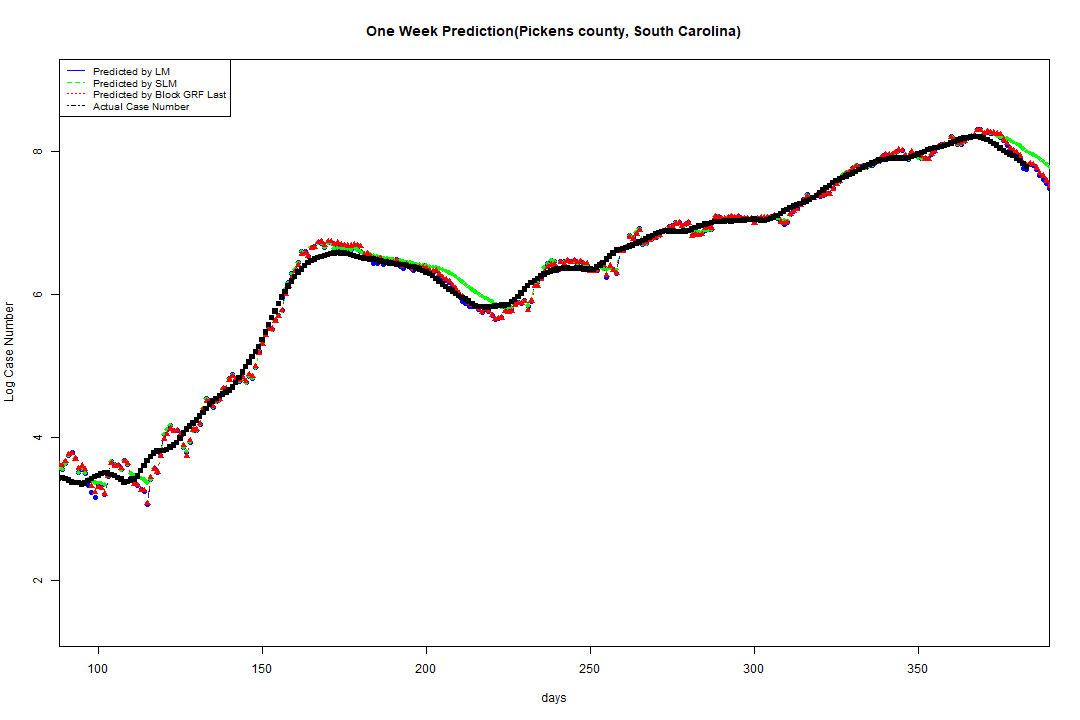 One Week Prediction(Pickens county, South Carolina)
Predicted by LM
Predicted by SLM
Predicted by Block GRF Last
Actual Case Number
8
6
4
2
Log Case Number
100 150 200 250 300 350
days